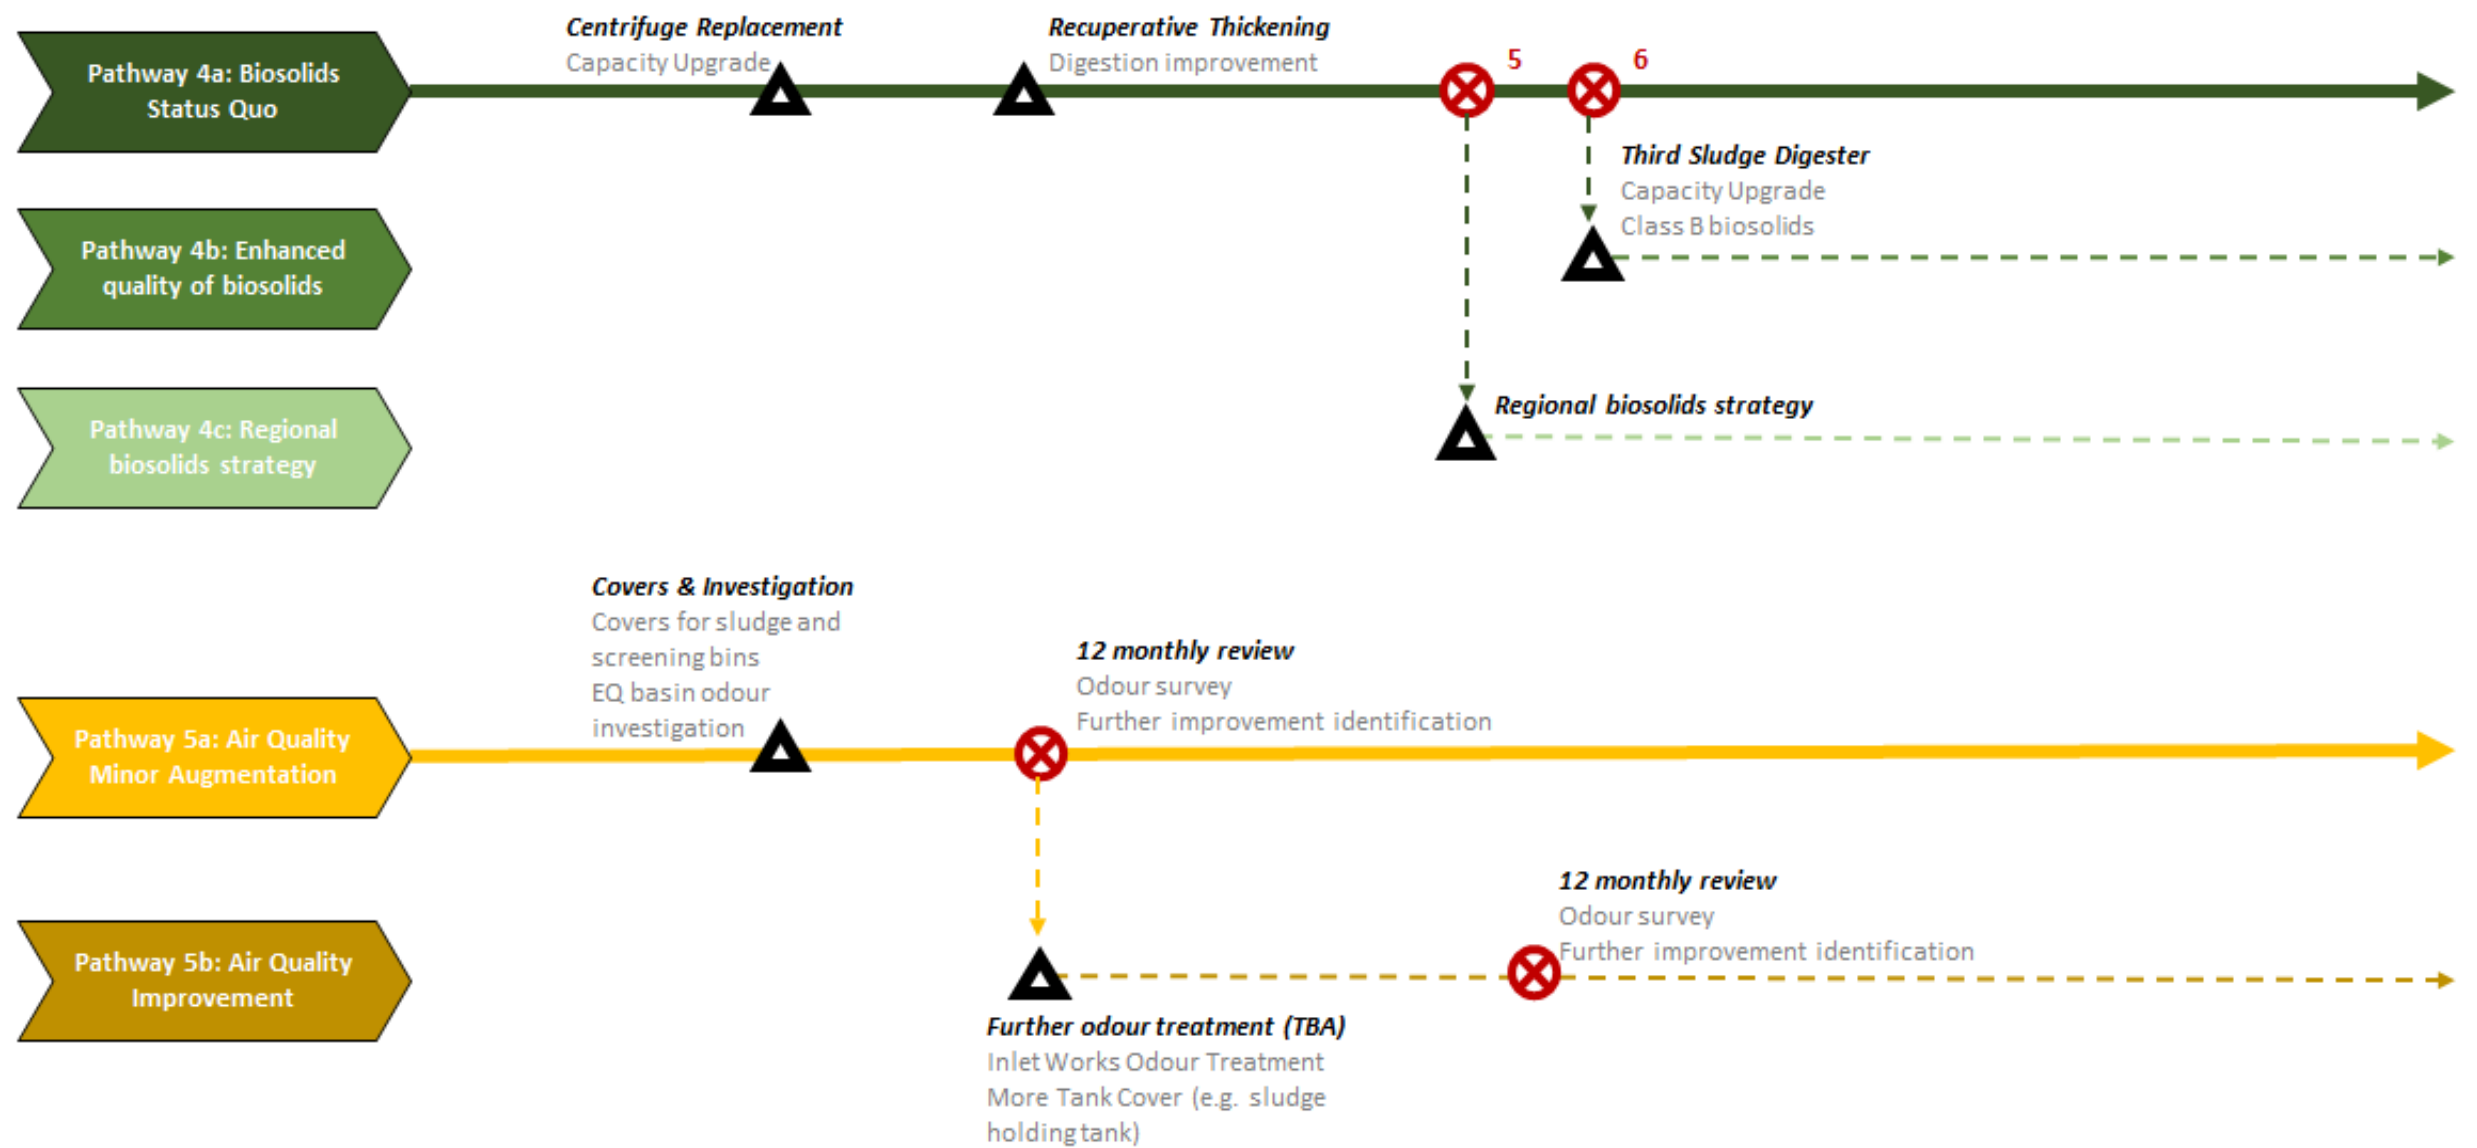 Pathway 4a: Biosolids
Status Quo
Centrifuge Replacement
Capacity Upgrade
Recuperative Thickening
Digestion improvement
5
6
Third Sludge Digester
Capacity Upgrade
Class B biosolids
Pathway 4b: Enhanced
quality of biosolids
Pathway 4c: Regional
biosolids strategy
Regional biosolids strategy
Covers & Investigation
Covers for sludge and
screening bins
EQ basin odour
investigation
12 monthly review
Odour survey
Further improvement identification
Pathway 5a: Air Quality
Minor Augmentation
12 monthly review
Odour survey
Further improvement identification
Pathway 5b: Air Quality
Improvement
Further odour treatment (TBA)
Inlet Works Odour Treatment
More Tank Cover (e.g. sludge
holding tank)